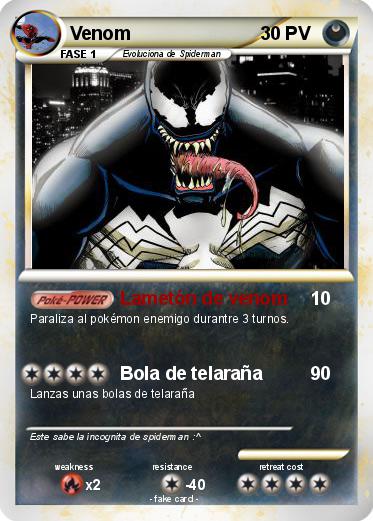 Venom 30 PV
FASE 1 Evoluciona de Spiderman
Poké-POWER Lametón de venom 10
Paraliza al pokémon enemigo durantre 3 turnos.
Bola de telaraña 90
Lanzas unas bolas de telaraña
Este sabe la incognita de spiderman :^
weakness resistance retreat cost
x2 -40
- fake card -